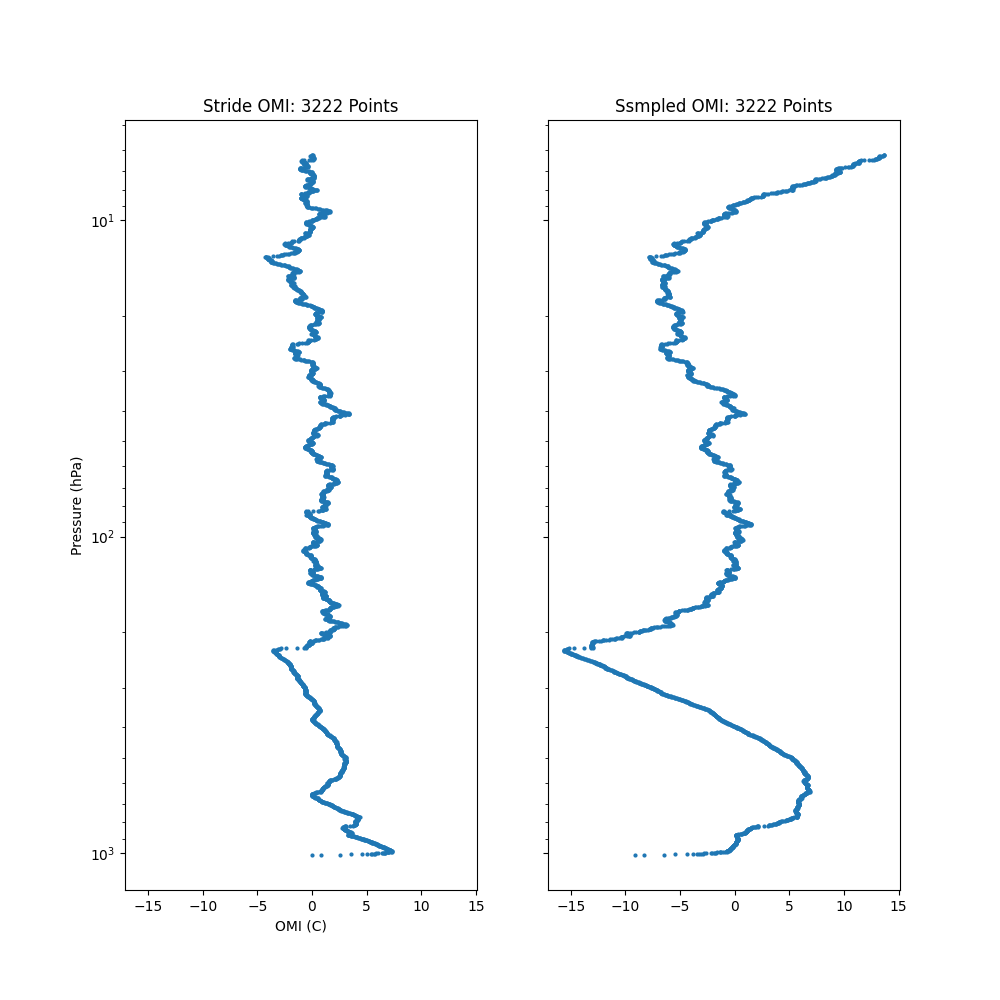 Stride OMI: 3222 Points
Ssmpled OMI: 3222 Points
Pressure (hPa)
10¹
10²
10³
−15 −10 −5 0 5 10 15
OMI (C)
−15 −10 −5 0 5 10 15